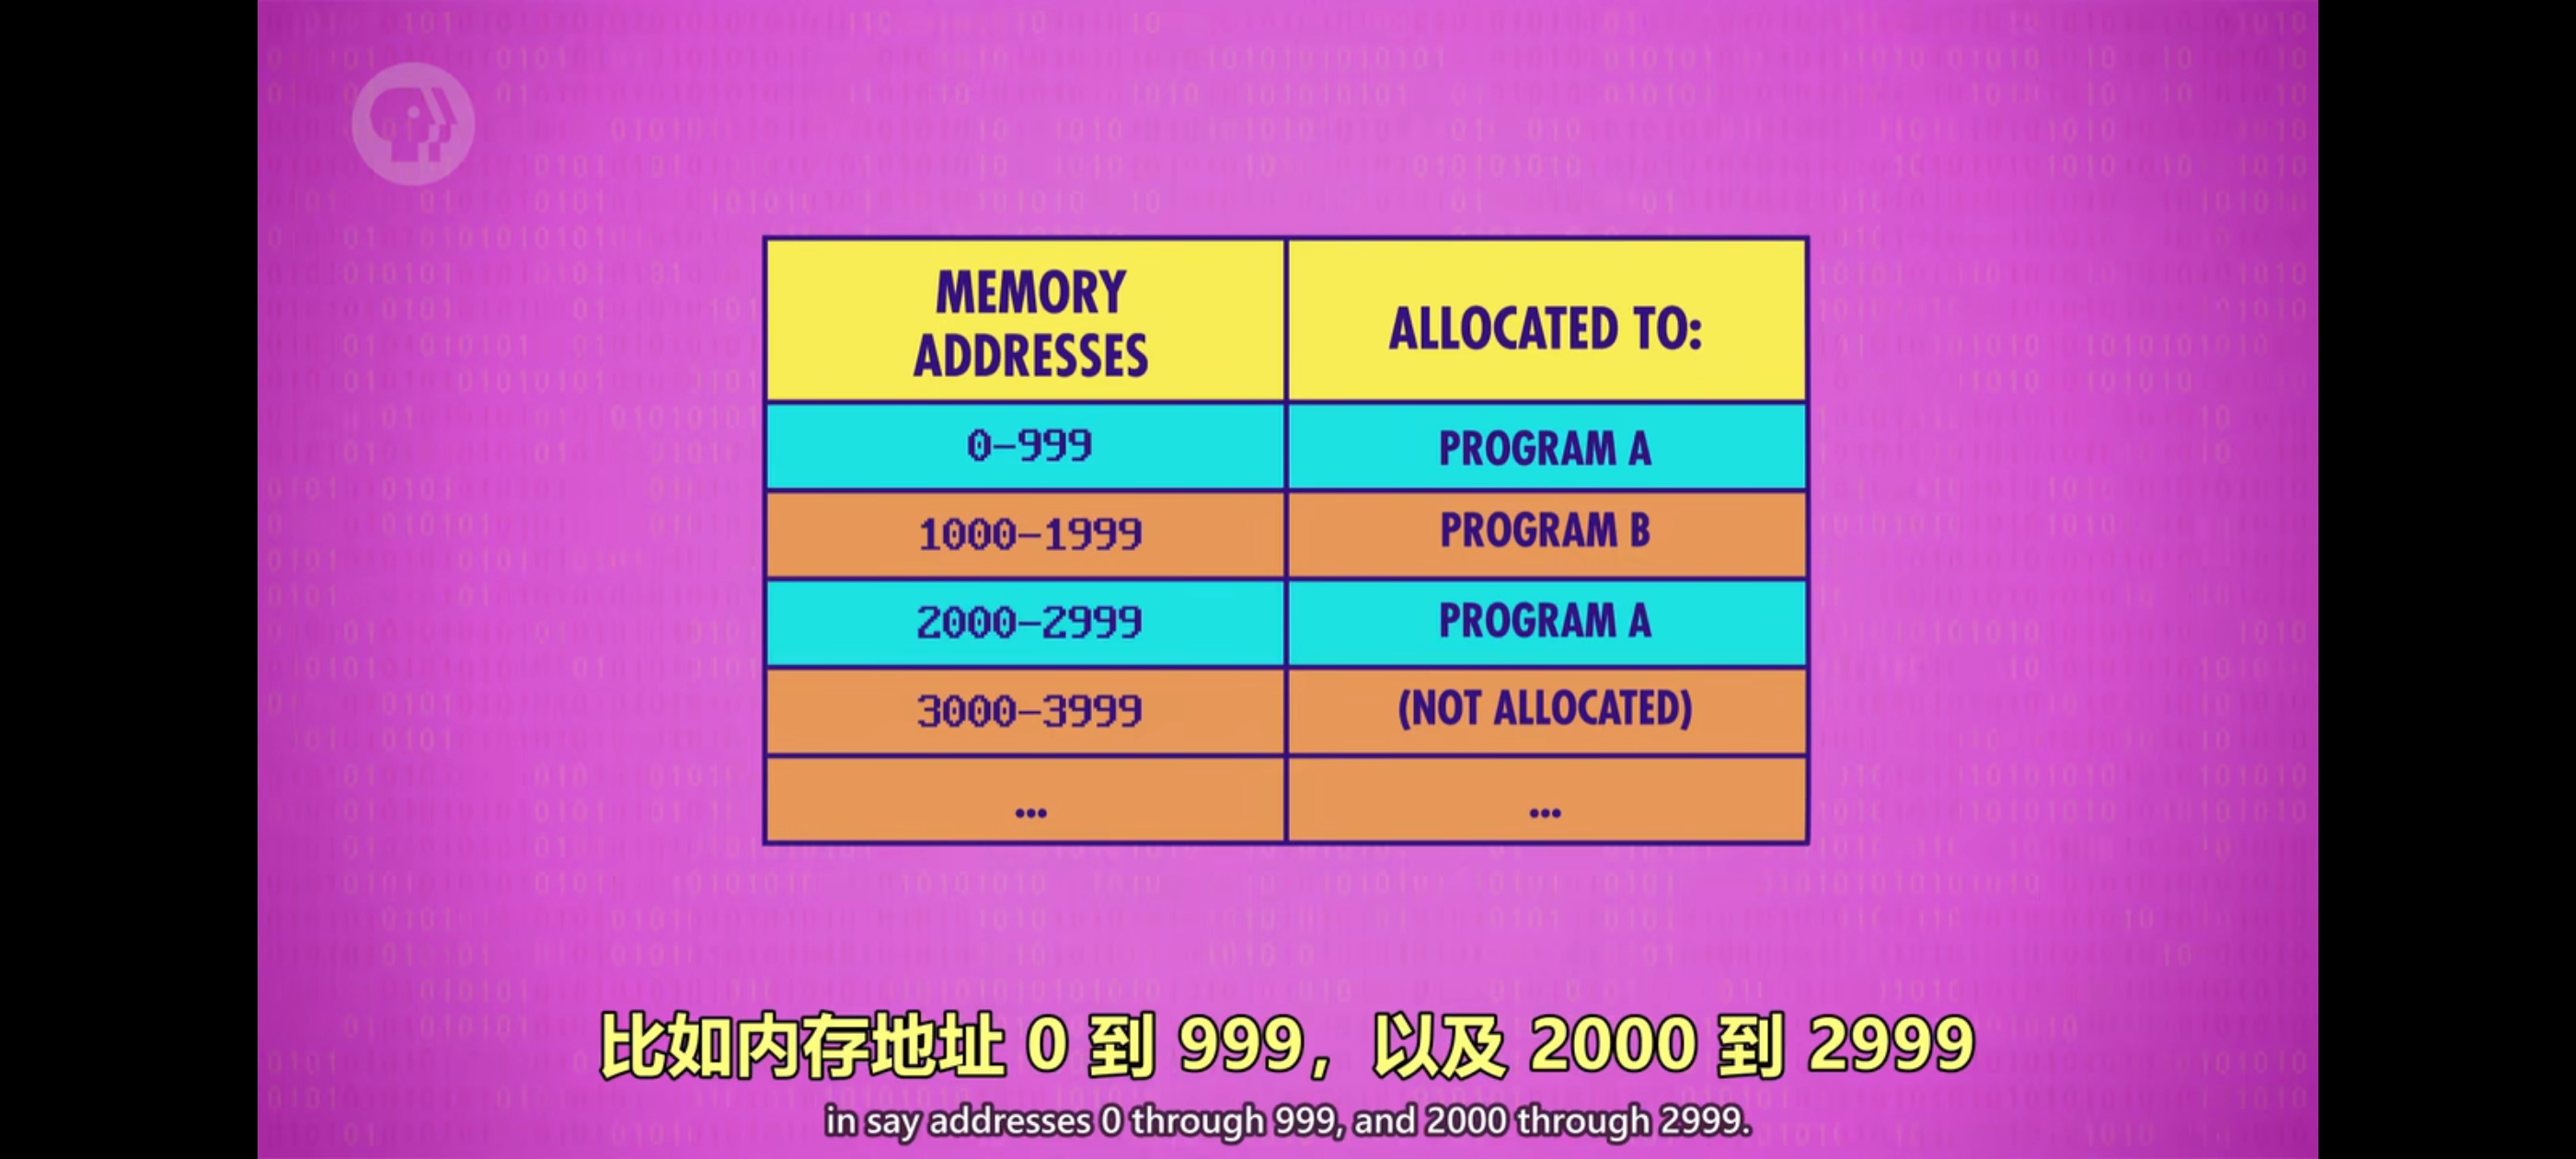 MEMORY
ADDRESSES
ALLOCATED TO:
0–999
PROGRAM A
1000–1999
PROGRAM B
2000–2999
PROGRAM A
3000–3999
(NOT ALLOCATED)
...
...
比如内存地址 0 到 999，以及 2000 到 2999
in say addresses 0 through 999, and 2000 through 2999.